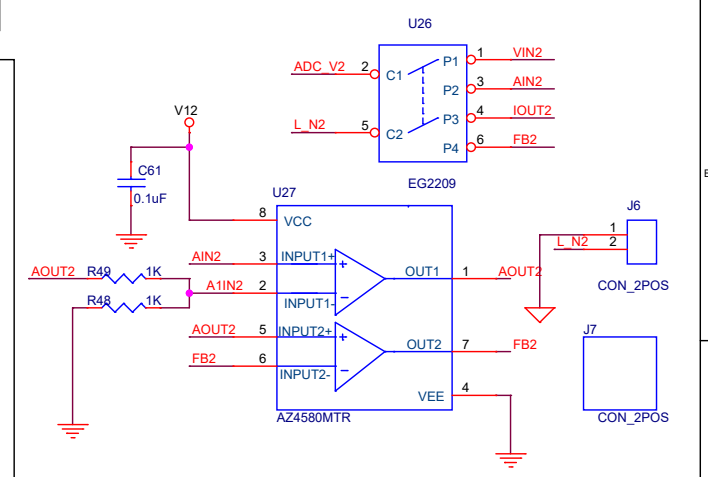 U26
ADC_V2 2 C1 P1 1 VIN2
P2 3 AIN2
L_N2 5 C2 P3 4 IOUT2
P4 6 FB2
EG2209
V12
C61
0.1uF
U27
8 VCC
AIN2 3 INPUT1+
AOUT2 R49 1K
A1IN2 2 INPUT1-
OUT1 1 AOUT2
R48 1K
AOUT2 5 INPUT2+
FB2 6 INPUT2-
OUT2 7 FB2
VEE 4
AZ4580MTR
J6
1
L_N2 2
CON_2POS
J7
CON_2POS